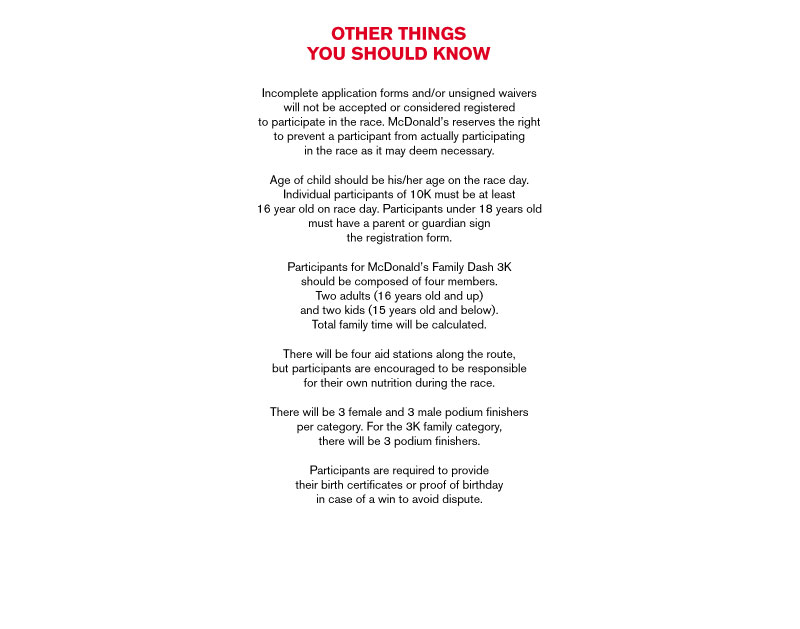 OTHER THINGS
YOU SHOULD KNOW
Incomplete application forms and/or unsigned waivers
will not be accepted or considered registered
to participate in the race. McDonald's reserves the right
to prevent a participant from actually participating
in the race as it may deem necessary.
Age of child should be his/her age on the race day.
Individual participants of 10K must be at least
16 year old on race day. Participants under 18 years old
must have a parent or guardian sign
the registration form.
Participants for McDonald's Family Dash 3K
should be composed of four members.
Two adults (16 years old and up)
and two kids (15 years old and below).
Total family time will be calculated.
There will be four aid stations along the route,
but participants are encouraged to be responsible
for their own nutrition during the race.
There will be 3 female and 3 male podium finishers
per category. For the 3K family category,
there will be 3 podium finishers.
Participants are required to provide
their birth certificates or proof of birthday
in case of a win to avoid dispute.